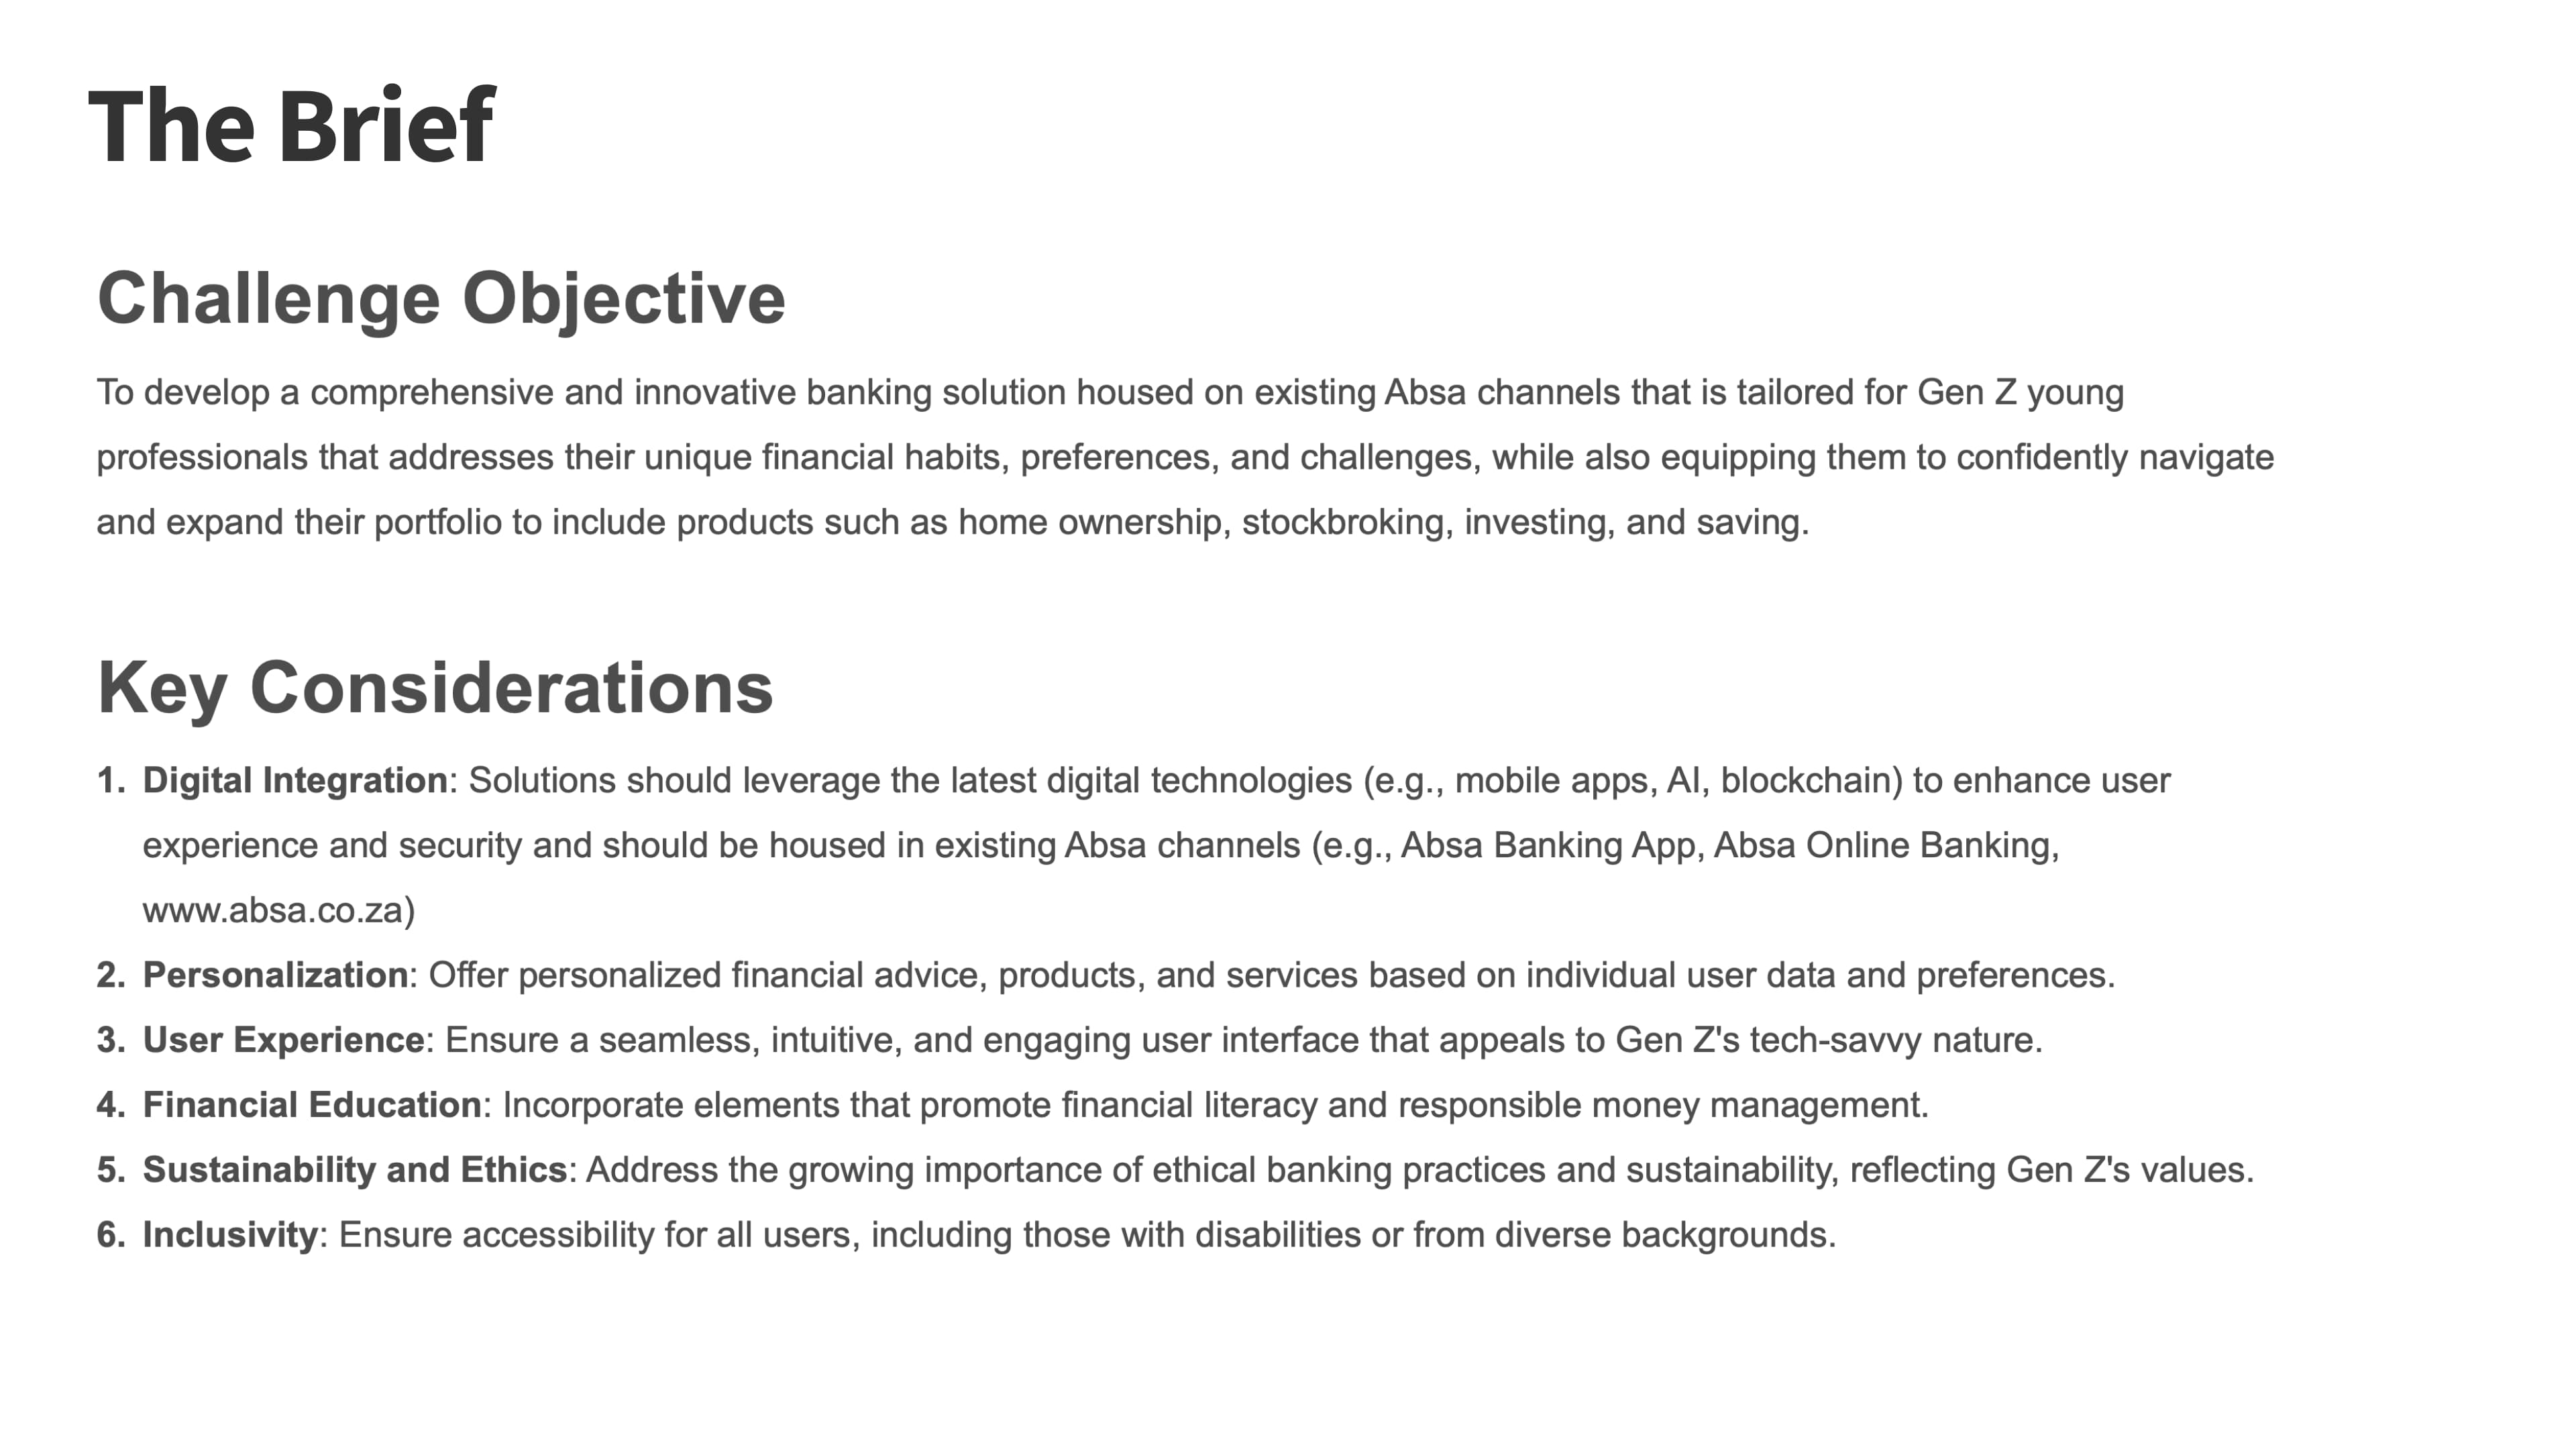 The Brief
Challenge Objective
To develop a comprehensive and innovative banking solution housed on existing Absa channels that is tailored for Gen Z young
professionals that addresses their unique financial habits, preferences, and challenges, while also equipping them to confidently navigate
and expand their portfolio to include products such as home ownership, stockbroking, investing, and saving.
Key Considerations
1. Digital Integration: Solutions should leverage the latest digital technologies (e.g., mobile apps, AI, blockchain) to enhance user
experience and security and should be housed in existing Absa channels (e.g., Absa Banking App, Absa Online Banking,
www.absa.co.za)
2. Personalization: Offer personalized financial advice, products, and services based on individual user data and preferences.
3. User Experience: Ensure a seamless, intuitive, and engaging user interface that appeals to Gen Z's tech-savvy nature.
4. Financial Education: Incorporate elements that promote financial literacy and responsible money management.
5. Sustainability and Ethics: Address the growing importance of ethical banking practices and sustainability, reflecting Gen Z's values.
6. Inclusivity: Ensure accessibility for all users, including those with disabilities or from diverse backgrounds.